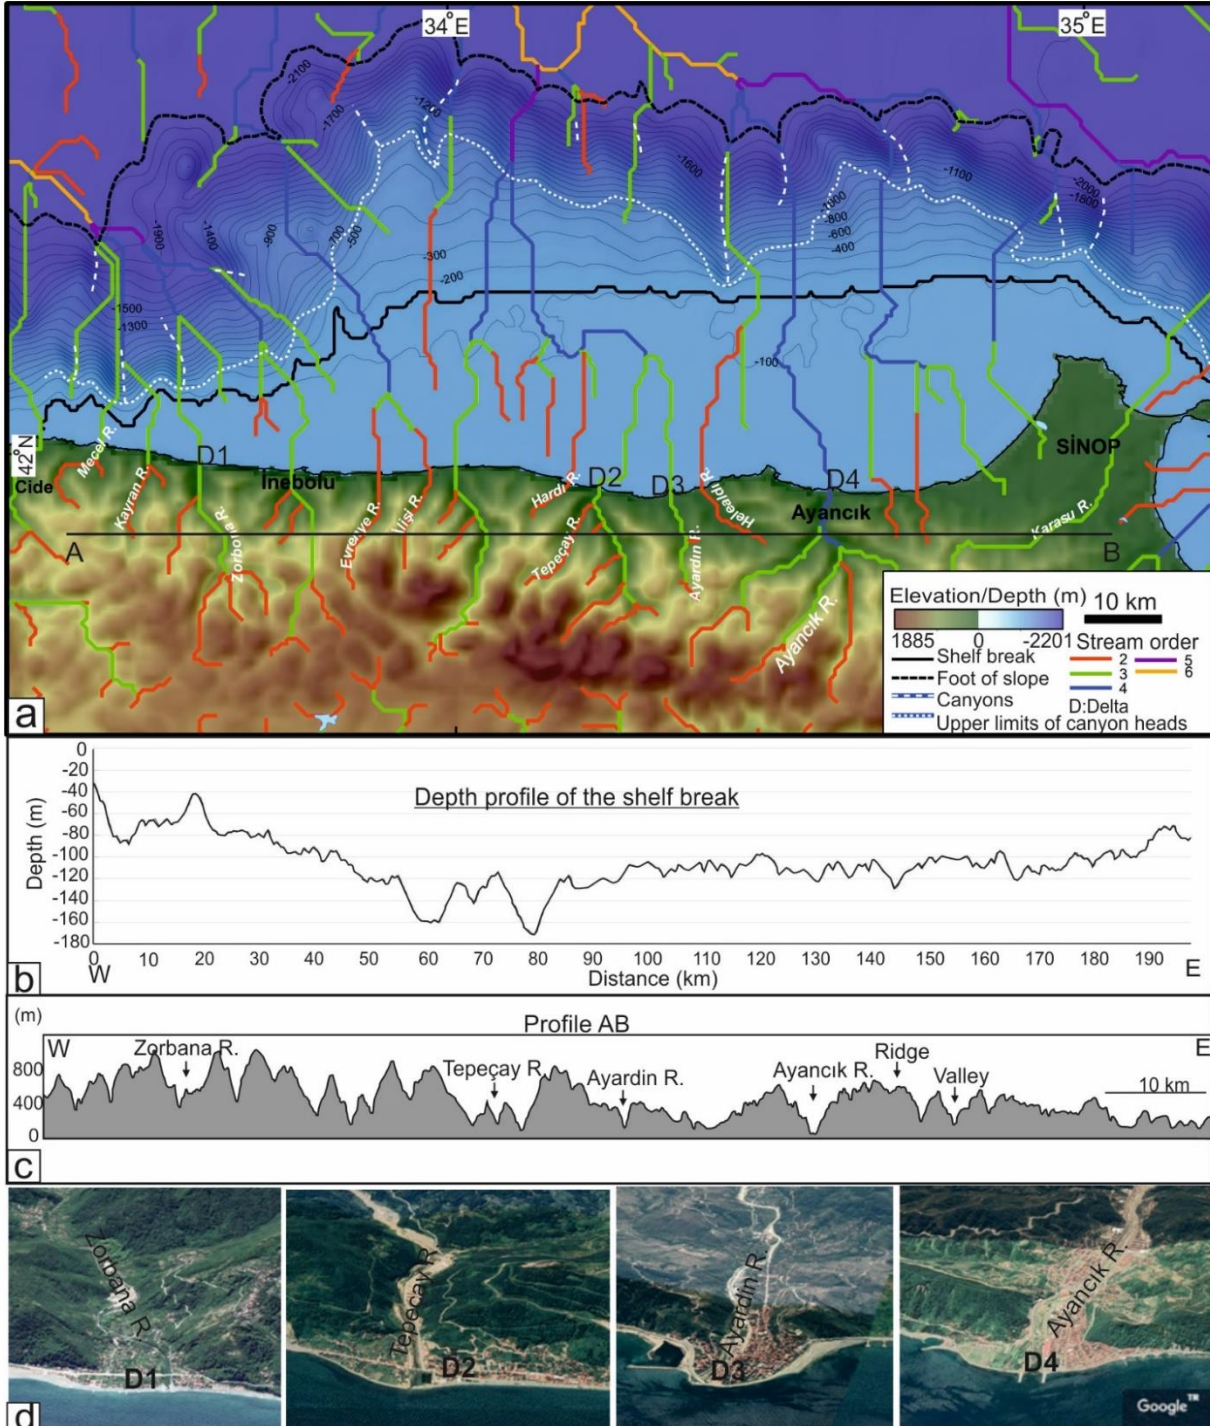 34°E
35°E
-2100
-1700
-1200
-1600
-1000
-800
-600
-400
-1100
-2000
-1800
-1900
-1400
-900
-700
-500
-300
-200
-1500
-1300
-100
42°N
Cide
Mecel R.
Kayran R.
D1
Zorbana R.
İnebolu
Evrenye R.
Ilişi R.
Hardı R.
D2
Tepeçay R.
D3
Ayardın R.
Helealdı R.
D4
Ayancık
Ayancık R.
SİNOP
Karasu R.
A
B
Elevation/Depth (m)
1885 0 -2201
10 km
Shelf break
Foot of slope
Canyons
Upper limits of canyon heads
Stream order
2 5
3 6
4
D:Delta
a
Depth profile of the shelf break
Depth (m)
0
-20
-40
-60
-80
-100
-120
-140
-160
-180
0 10 20 30 40 50 60 70 80 90 100 110 120 130 140 150 160 170 180 190
W
Distance (km)
E
b
(m)
Profile AB
W
E
800
400
0
Zorbana R.
Tepeçay R.
Ayardin R.
Ayancık R.
Ridge
Valley
10 km
c
Zorbana R.
D1
Tepeçay R.
D2
Ayardin R.
D3
Ayancık R.
D4
Google™
d